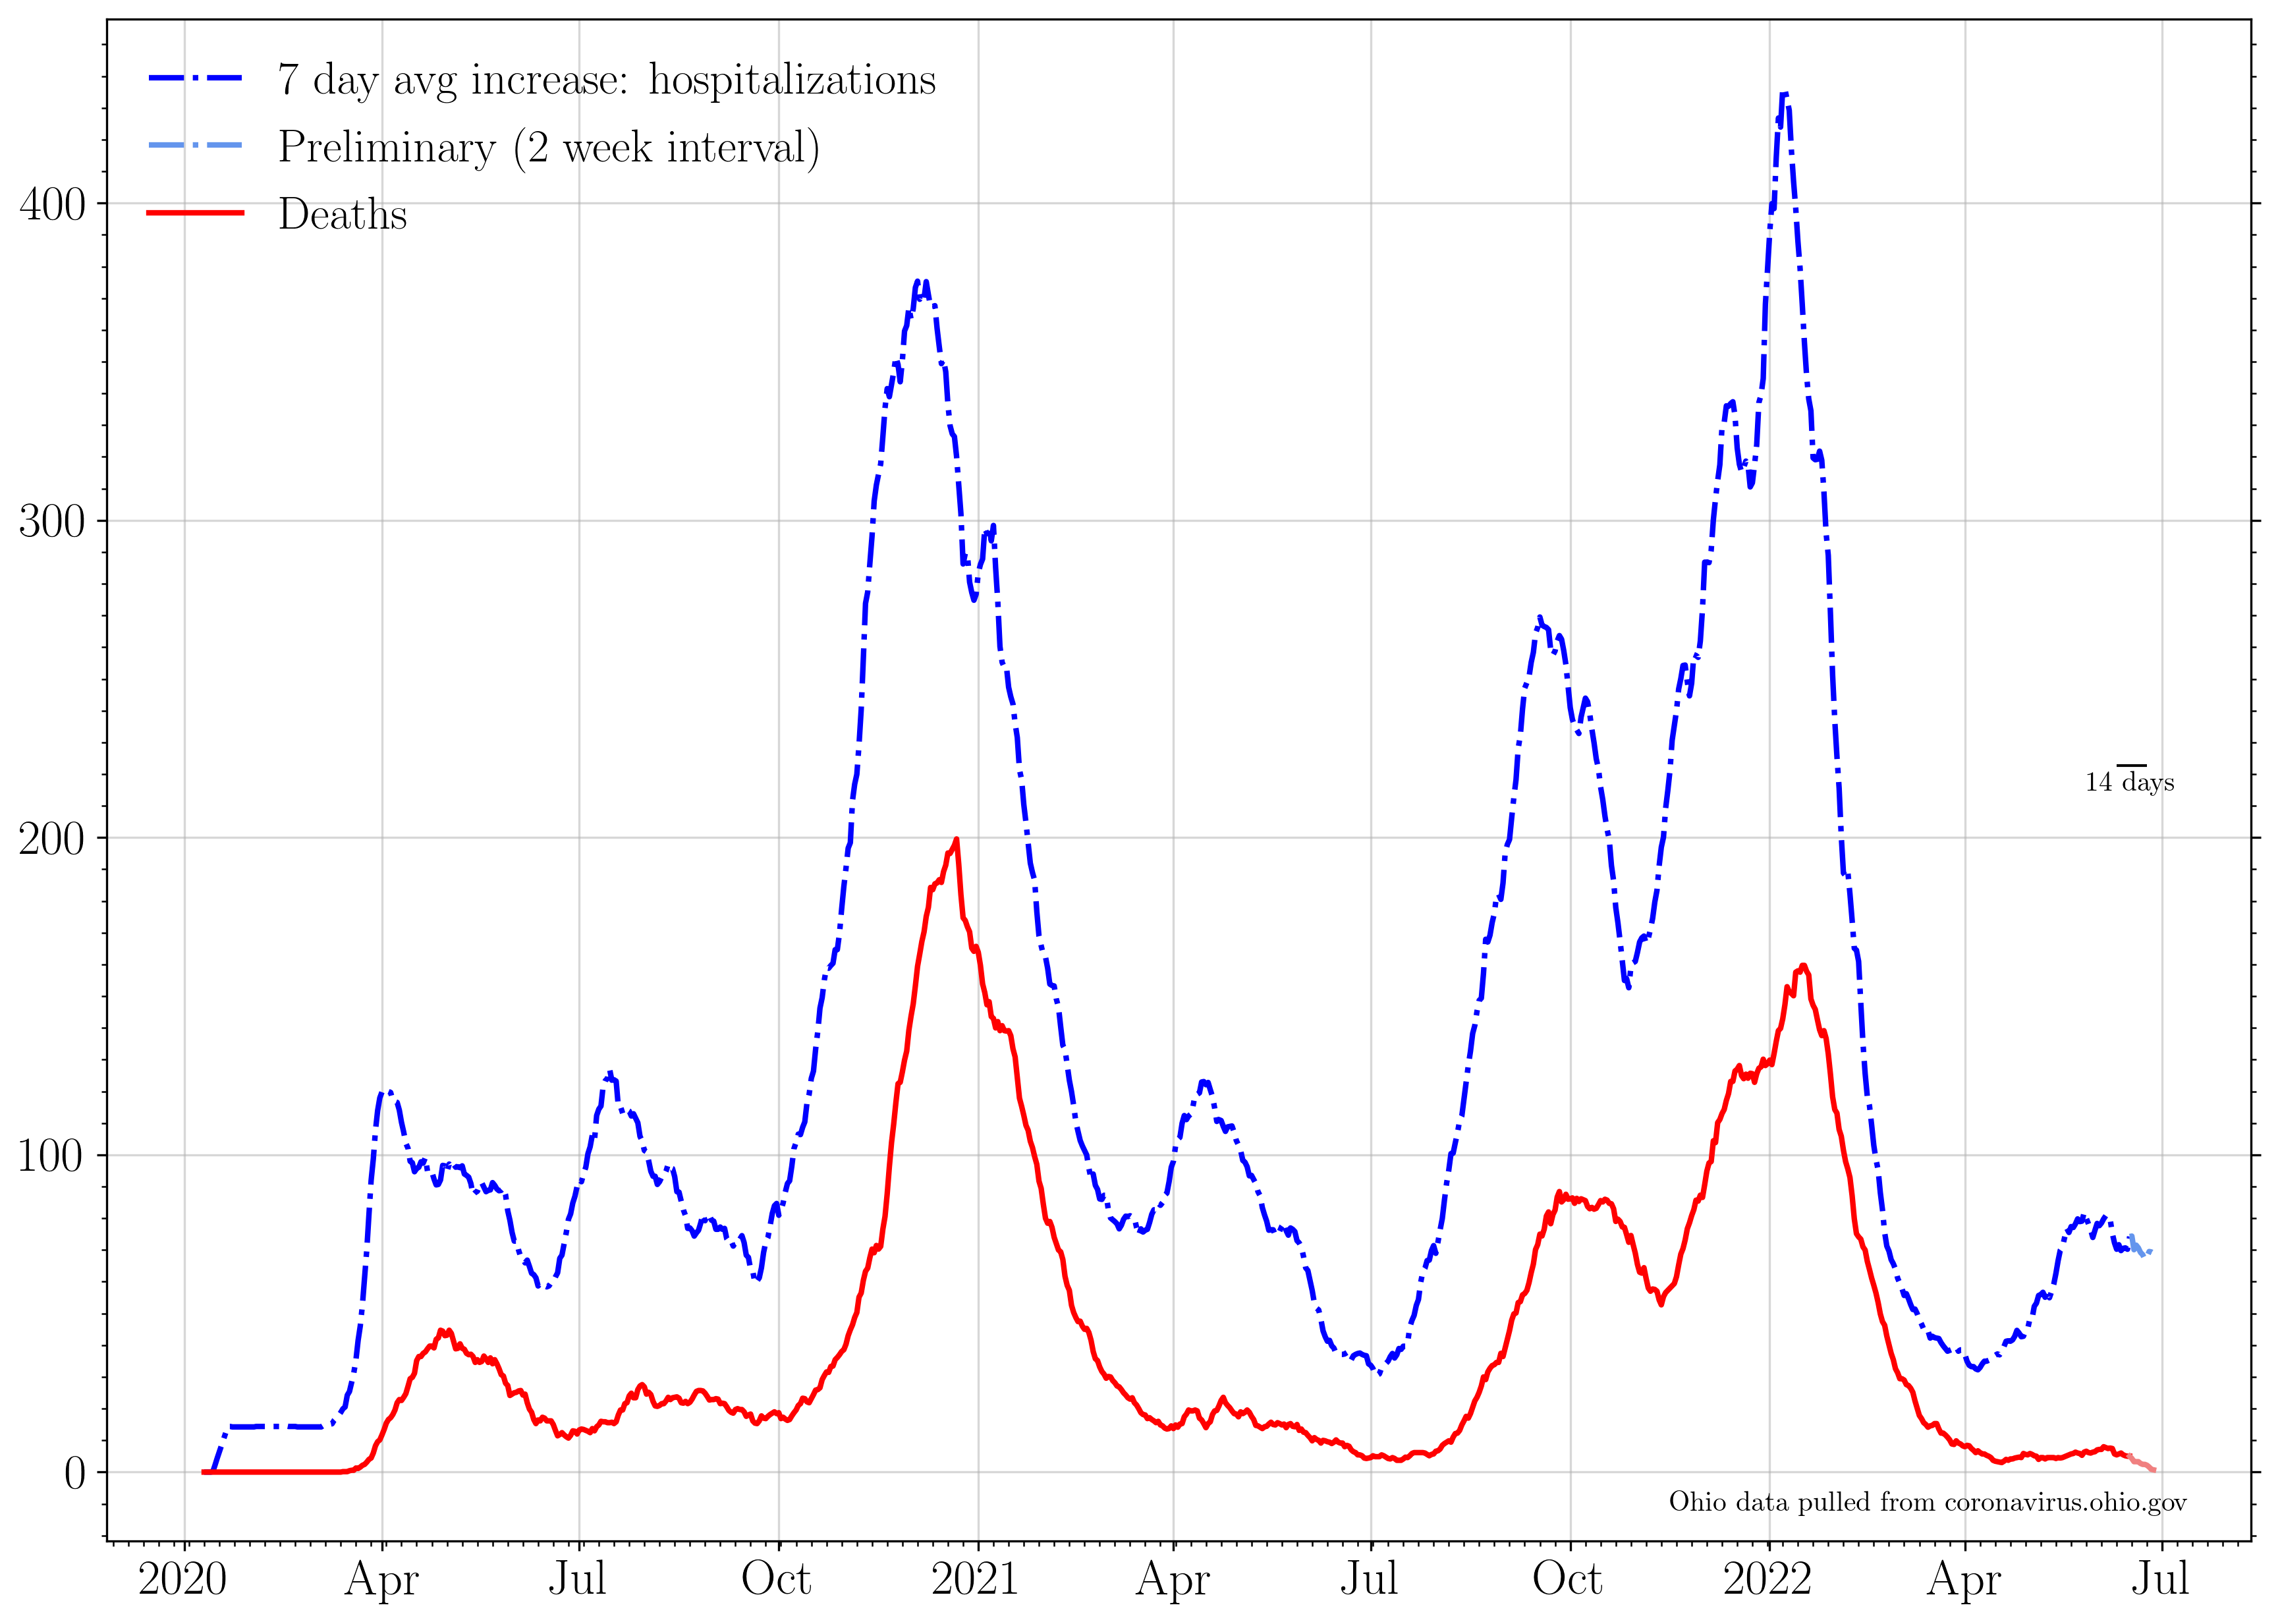 7 day avg increase: hospitalizations
Preliminary (2 week interval)
Deaths
400
300
200
100
0
14 days
Ohio data pulled from coronavirus.ohio.gov
2020 Apr Jul Oct 2021 Apr Jul Oct 2022 Apr Jul